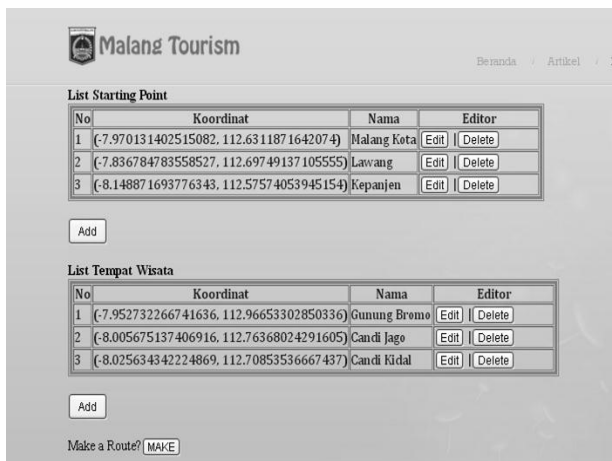 Malang Tourism
Beranda / Artikel /
List Starting Point
No Koordinat Nama Editor
1 (-7.970131402515082, 112.6311871642074) Malang Kota Edit | Delete
2 (-7.836784783558527, 112.69749137105555) Lawang Edit | Delete
3 (-8.148871693776343, 112.57574053945154) Kepanjen Edit | Delete
Add
List Tempat Wisata
No Koordinat Nama Editor
1 (-7.952732266741636, 112.96653302850336) Gunung Bromo Edit | Delete
2 (-8.005675137406916, 112.76368024291605) Candi Jago Edit | Delete
3 (-8.025634342224869, 112.70853536667437) Candi Kidal Edit | Delete
Add
Make a Route? MAKE